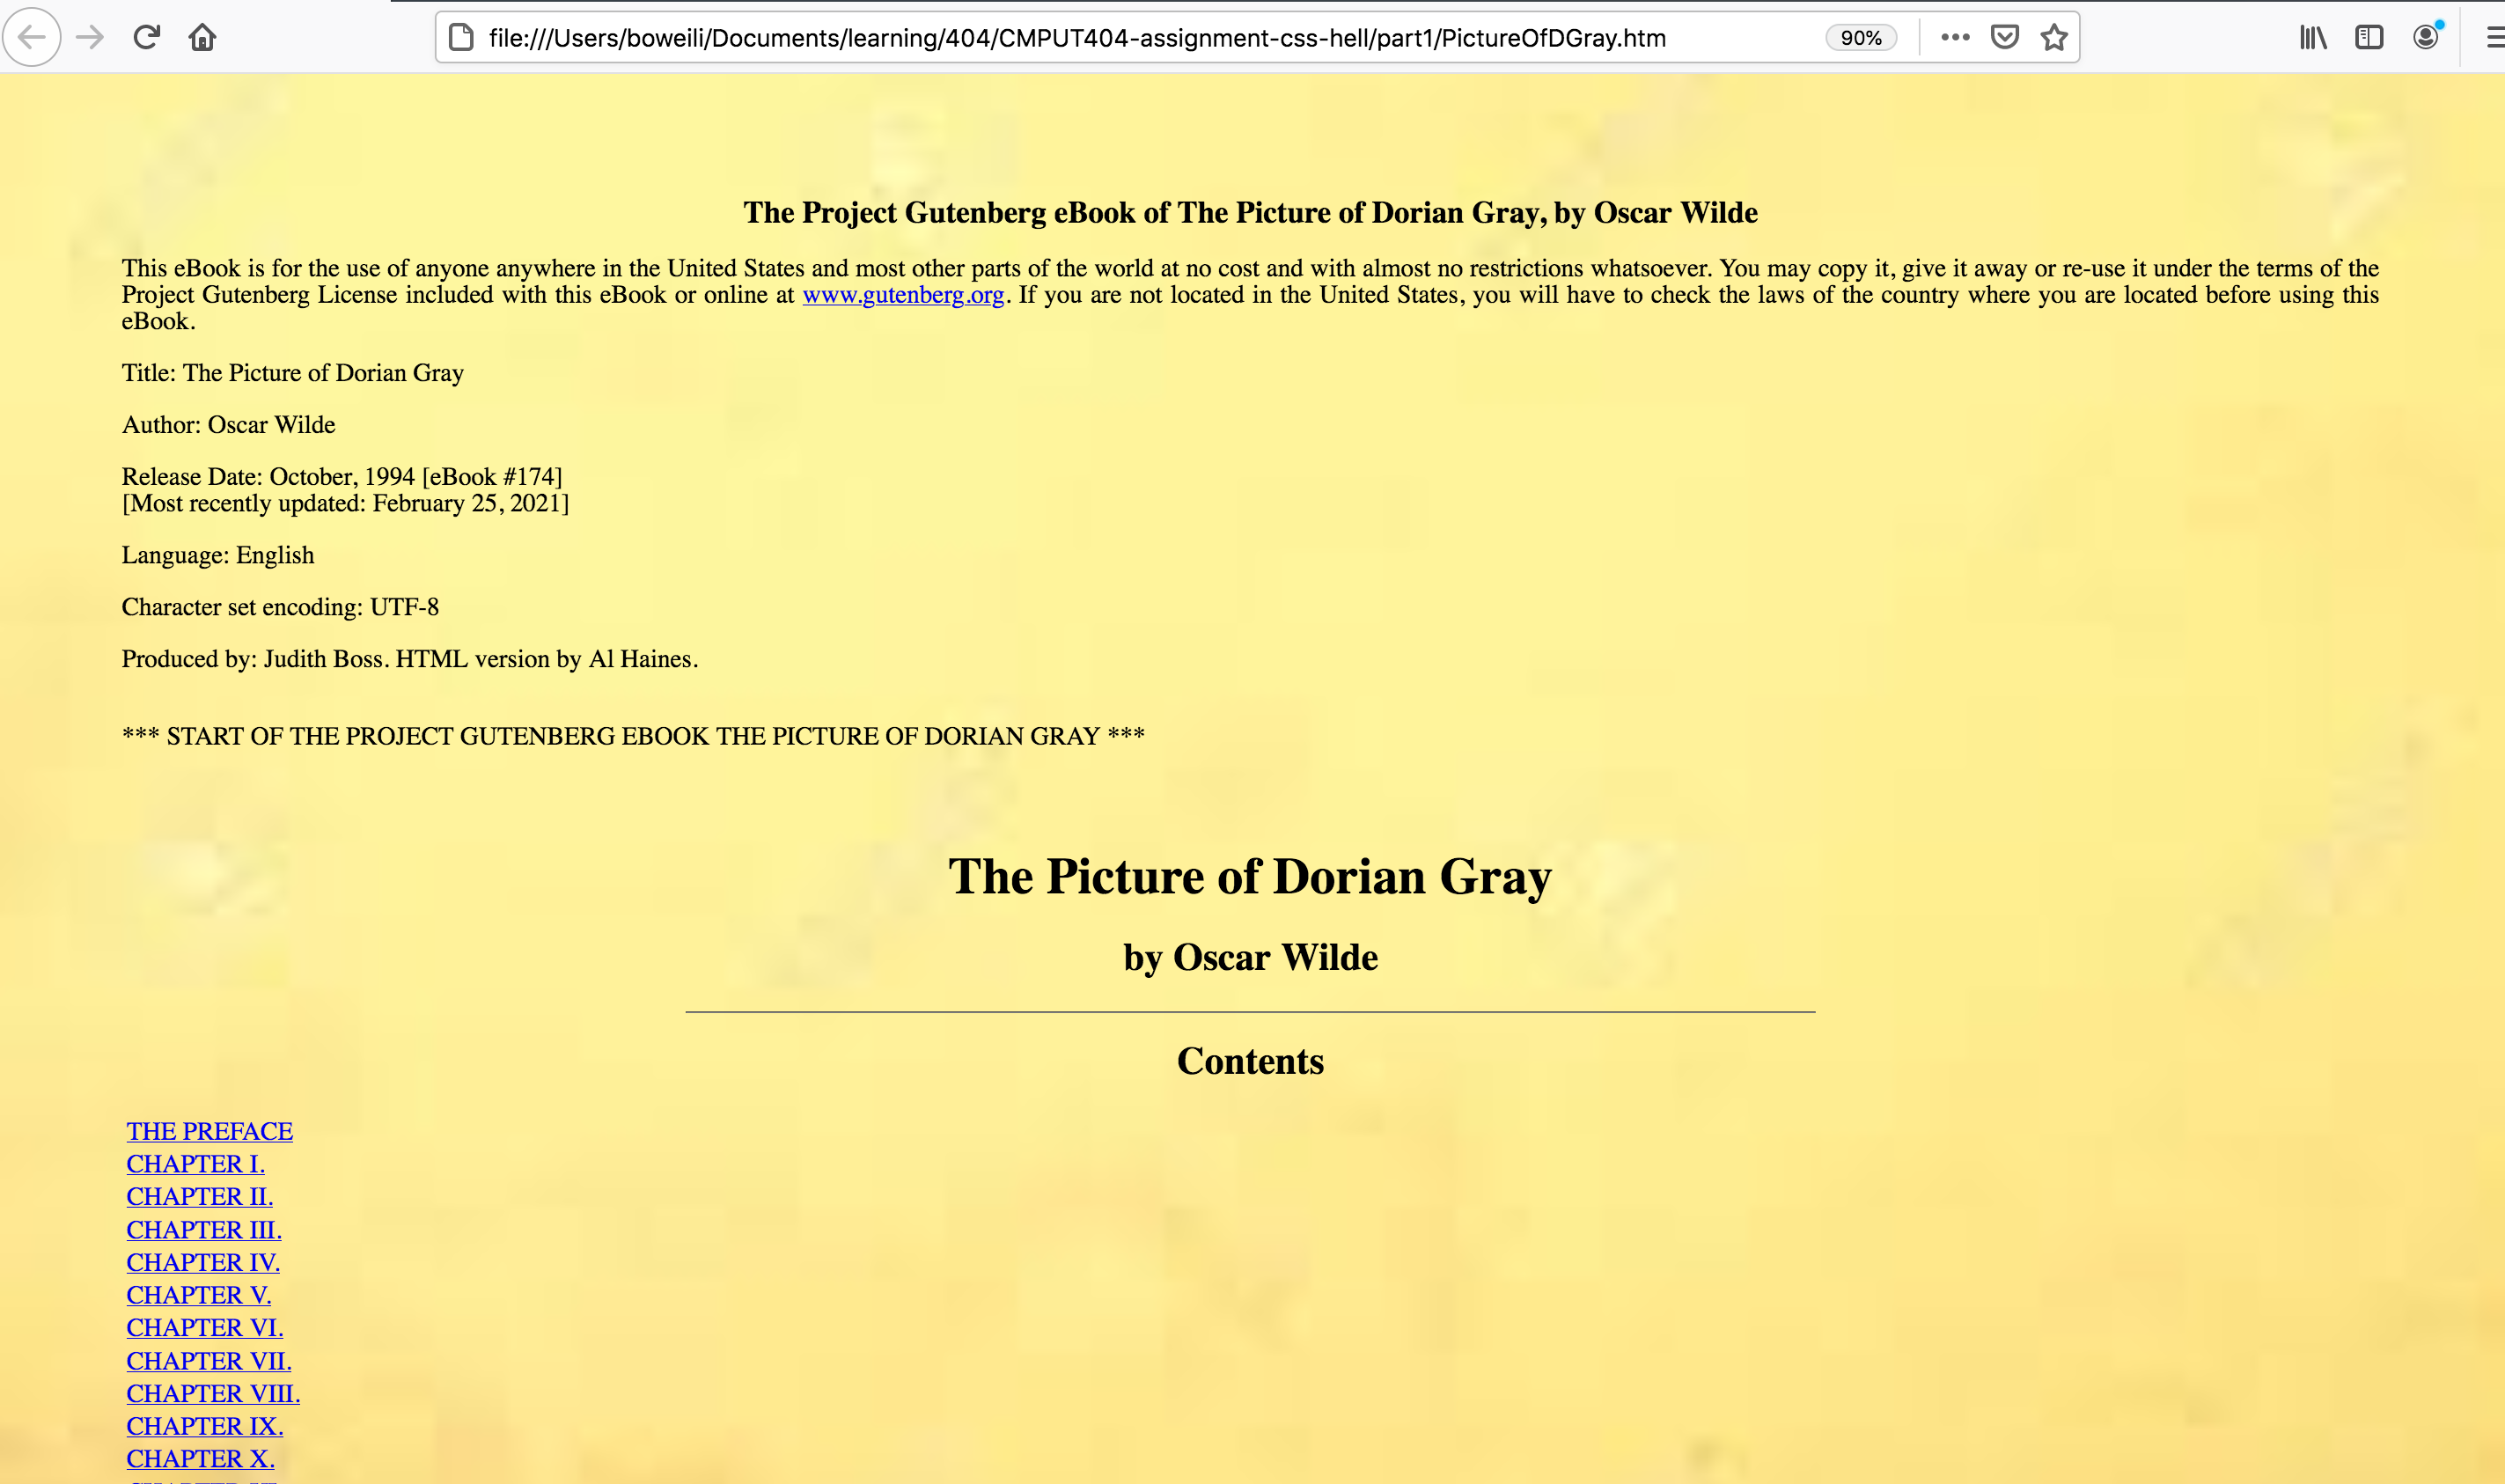 file:///Users/boweili/Documents/learning/404/CMPUT404-assignment-css-hell/part1/PictureOfDGray.htm 90%
The Project Gutenberg eBook of The Picture of Dorian Gray, by Oscar Wilde
This eBook is for the use of anyone anywhere in the United States and most other parts of the world at no cost and with almost no restrictions whatsoever. You may copy it, give it away or re-use it under the terms of the
Project Gutenberg License included with this eBook or online at www.gutenberg.org. If you are not located in the United States, you will have to check the laws of the country where you are located before using this
eBook.
Title: The Picture of Dorian Gray
Author: Oscar Wilde
Release Date: October, 1994 [eBook #174]
[Most recently updated: February 25, 2021]
Language: English
Character set encoding: UTF-8
Produced by: Judith Boss. HTML version by Al Haines.
*** START OF THE PROJECT GUTENBERG EBOOK THE PICTURE OF DORIAN GRAY ***
The Picture of Dorian Gray
by Oscar Wilde
Contents
THE PREFACE
CHAPTER I.
CHAPTER II.
CHAPTER III.
CHAPTER IV.
CHAPTER V.
CHAPTER VI.
CHAPTER VII.
CHAPTER VIII.
CHAPTER IX.
CHAPTER X.